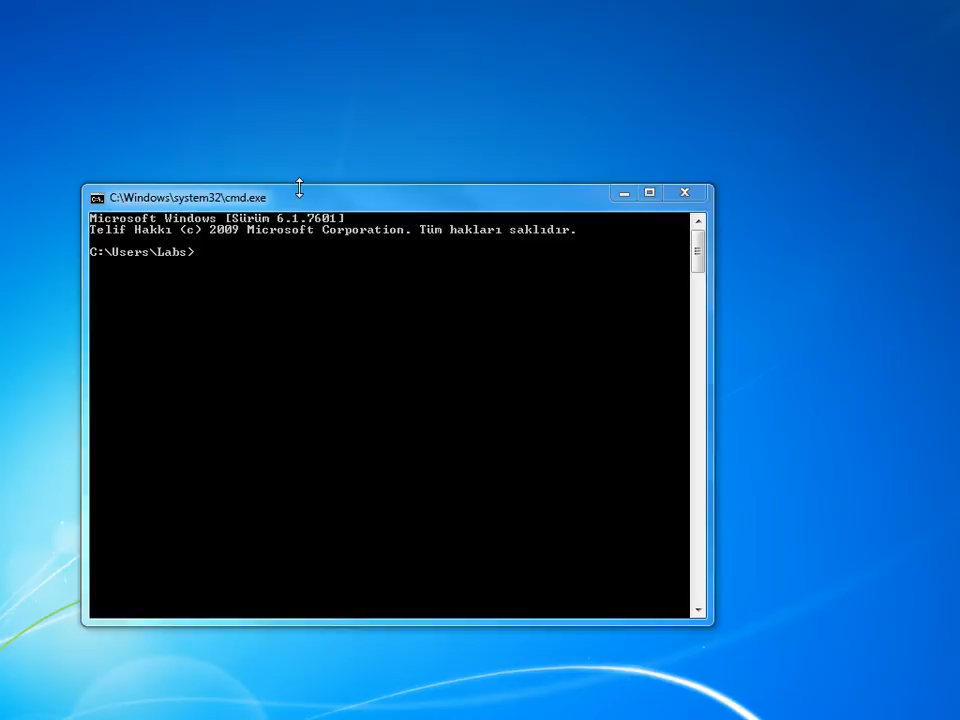 C:\Windows\system32\cmd.exe
Microsoft Windows [Sürün 6.1.7601]
Telif Hakkı (c) 2009 Microsoft Corporation. Tüm hakları saklıdır.
C:\Users\Labs>